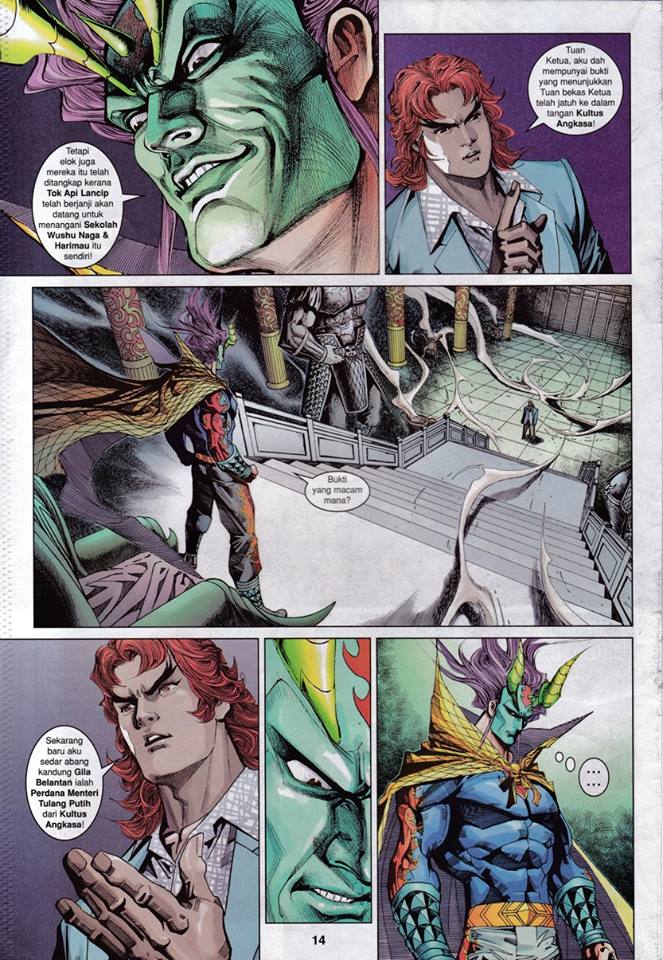 Tetapi
elok juga
mereka itu telah
ditangkap kerana
Tok Api Lancip
telah berjanji akan
datang untuk
menangani Sekolah
Wushu Naga &
Harimau itu
sendiri!
Tuan
Ketua, aku dah
mempunyai bukti
yang menunjukkan
Tuan bekas Ketua
telah jatuh ke dalam
tangan Kultus
Angkasa!
Bukti
yang macam
mana?
Sekarang
baru aku
sedar abang
kandung Gila
Belantan ialah
Perdana Menteri
Tulang Putih
dari Kultus
Angkasa!
...
...
14